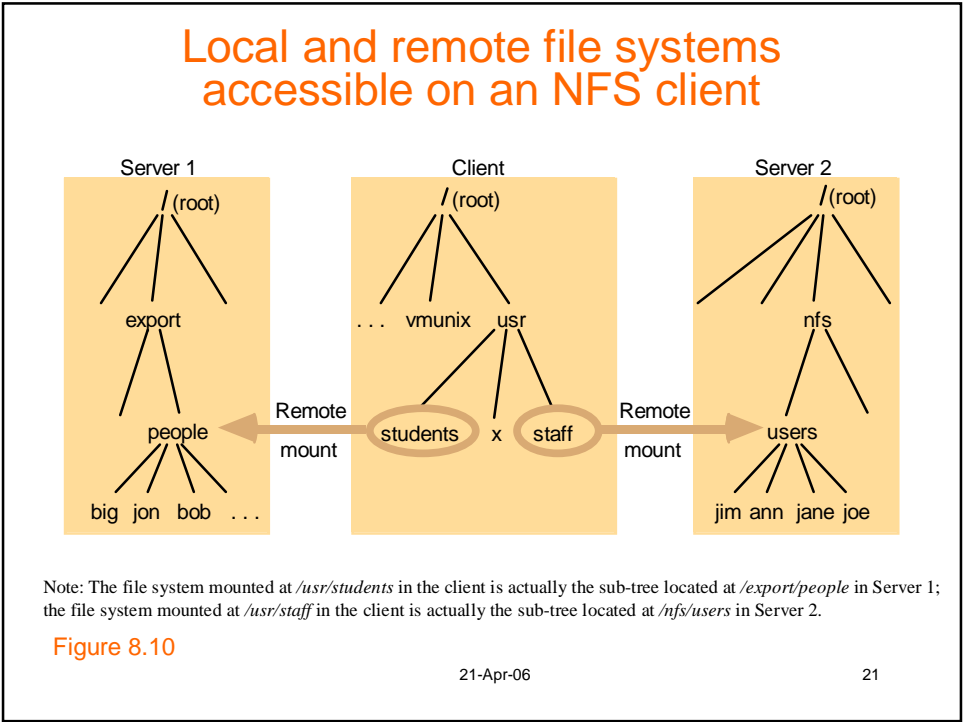 Local and remote file systems
accessible on an NFS client
Server 1
Client
Server 2
/ (root)
/ (root)
/ (root)
export
. . . vmunix usr
nfs
Remote
mount
Remote
mount
people
students x staff
users
big jon bob . . .
jim ann jane joe
Note: The file system mounted at /usr/students in the client is actually the sub-tree located at /export/people in Server 1;
the file system mounted at /usr/staff in the client is actually the sub-tree located at /nfs/users in Server 2.
Figure 8.10
21-Apr-06
21